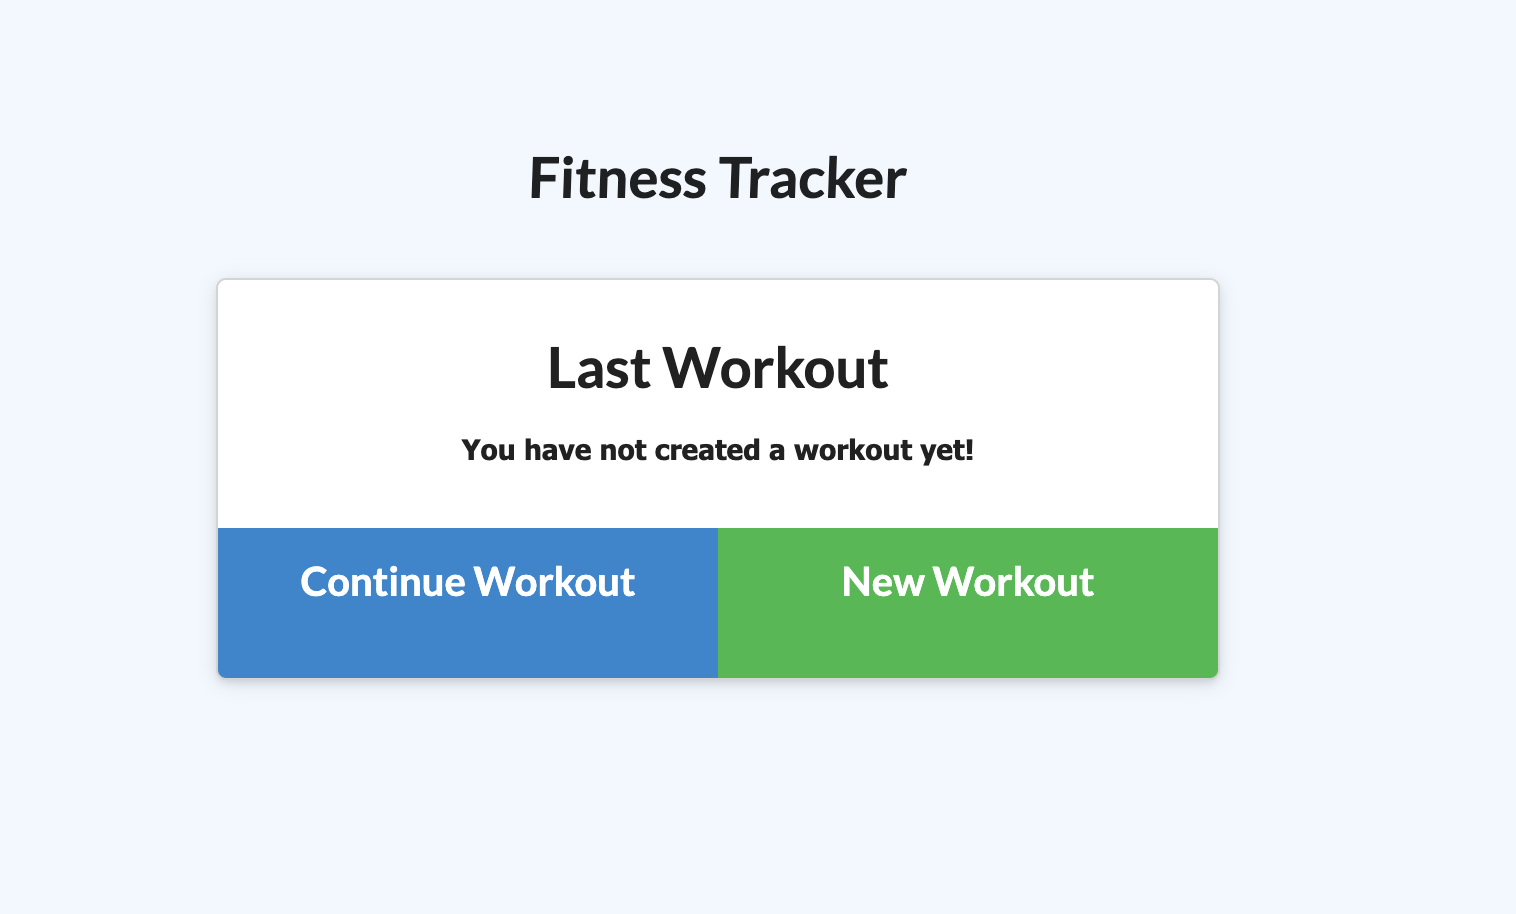 Fitness Tracker
Last Workout
You have not created a workout yet!
Continue Workout
New Workout